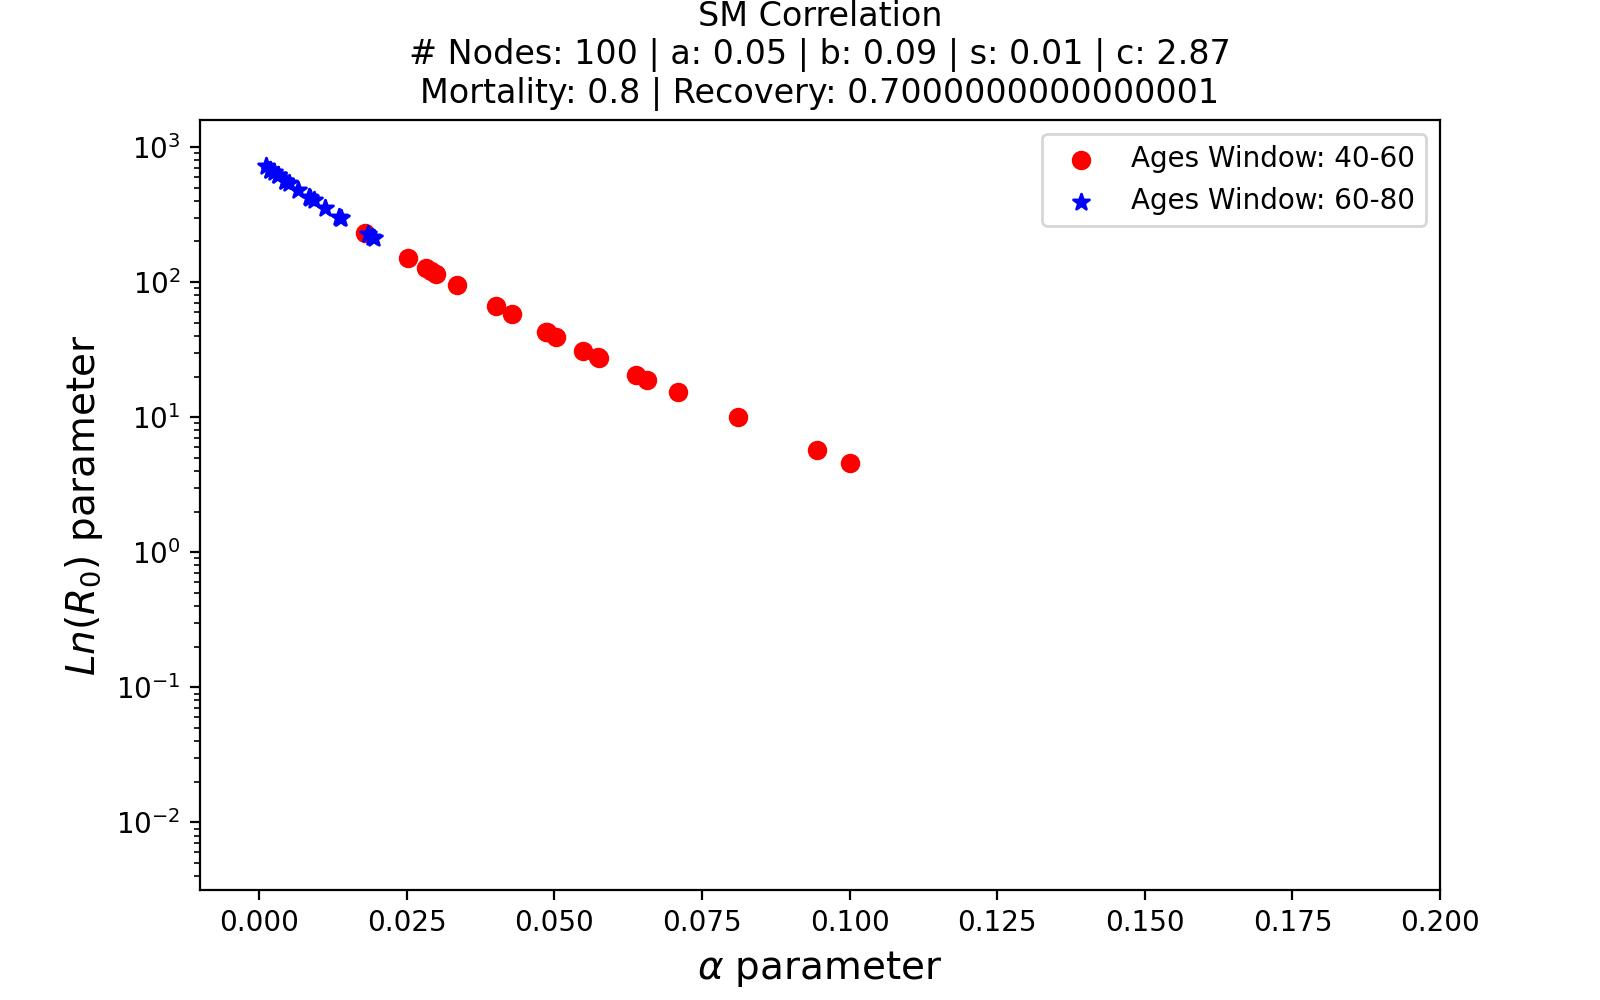 SM Correlation
# Nodes: 100 | a: 0.05 | b: 0.09 | s: 0.01 | c: 2.87
Mortality: 0.8 | Recovery: 0.7000000000000001
Ages Window: 40-60
Ages Window: 60-80
Ln(R₀) parameter
10³
10²
10¹
10⁰
10⁻¹
10⁻²
0.000 0.025 0.050 0.075 0.100 0.125 0.150 0.175 0.200
α parameter